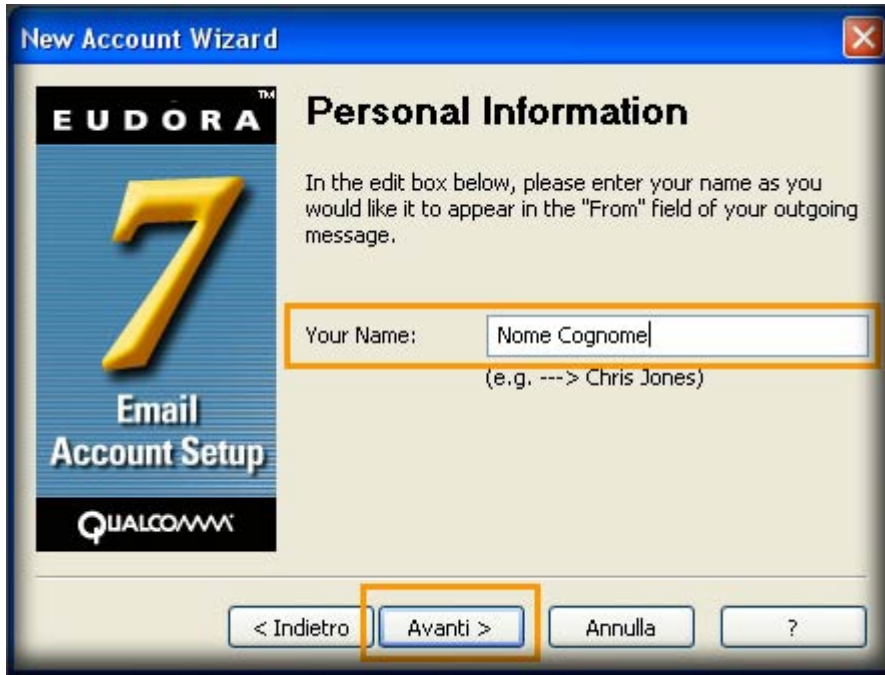 New Account Wizard
EUDORA™
7
Email
Account Setup
QUALCOMM
Personal Information
In the edit box below, please enter your name as you
would like it to appear in the "From" field of your outgoing
message.
Your Name: Nome Cognome
(e.g. ---> Chris Jones)
< Indietro Avanti > Annulla ?